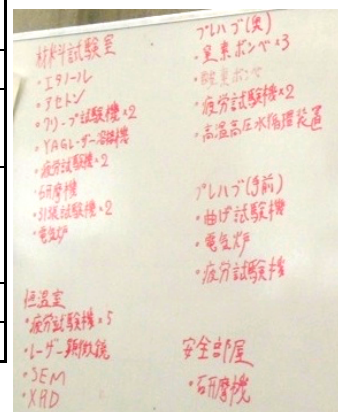 材料試験室
・エタノール
・アセトン
・クリープ試験機×2
・YAGレーザー溶接機
・疲労試験機×2
・研磨機
・引張試験機×2
・電気炉
恒温室
・疲労試験機×5
・レーザー顕微鏡
・SEM
・XRD
プレハブ(奥)
・窒素ボンベ×3
・酸素ボンベ
・疲労試験機×2
・高温高圧水循環装置
プレハブ(手前)
・曲げ試験機
・電気炉
・疲労試験機
安全部屋
・研磨機